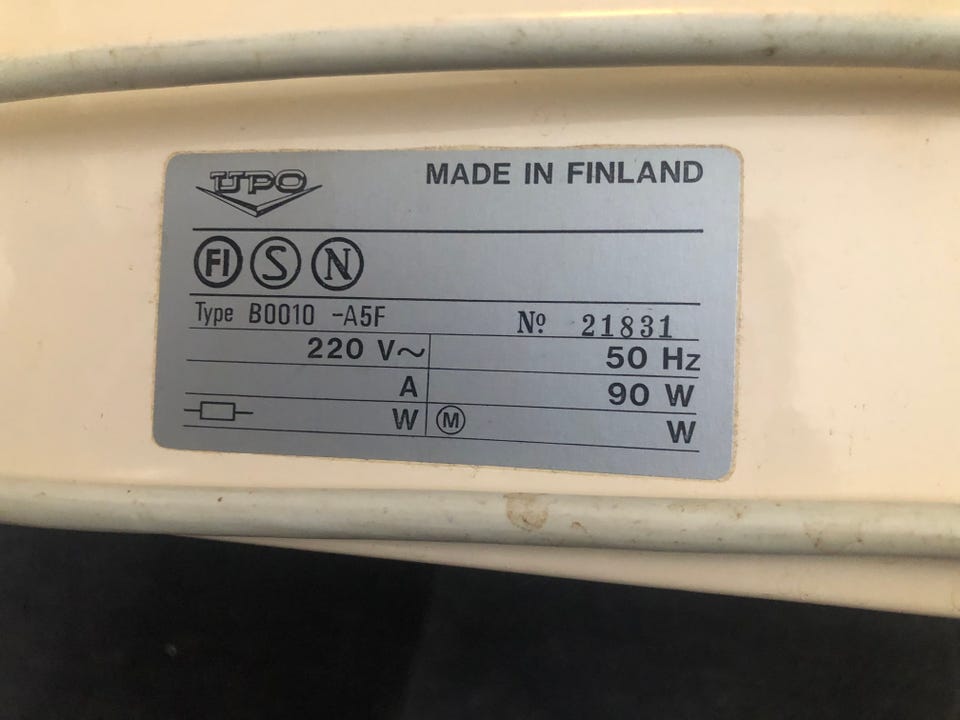 UPO MADE IN FINLAND
FI S N
Type B0010 -A5F Nº 21831
220 V~ 50 Hz
A 90 W
W M W